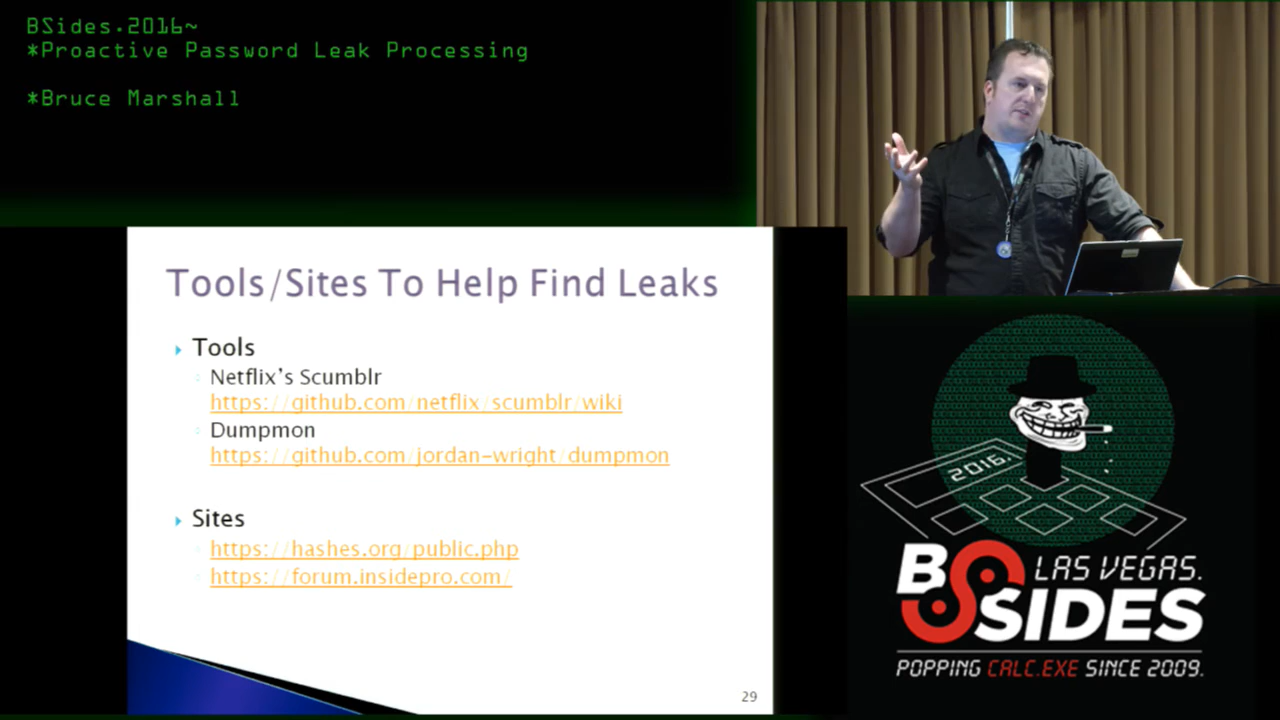 BSides.2016~
*Proactive Password Leak Processing
*Bruce Marshall
Tools/Sites To Help Find Leaks
Tools
Netflix's Scumblr
https://github.com/netflix/scumblr/wiki
Dumpmon
https://github.com/jordan-wright/dumpmon
Sites
https://hashes.org/public.php
https://forum.insidepro.com/
29
2016.
BSIDES
LAS VEGAS.
POPPING CALC.EXE SINCE 2009.